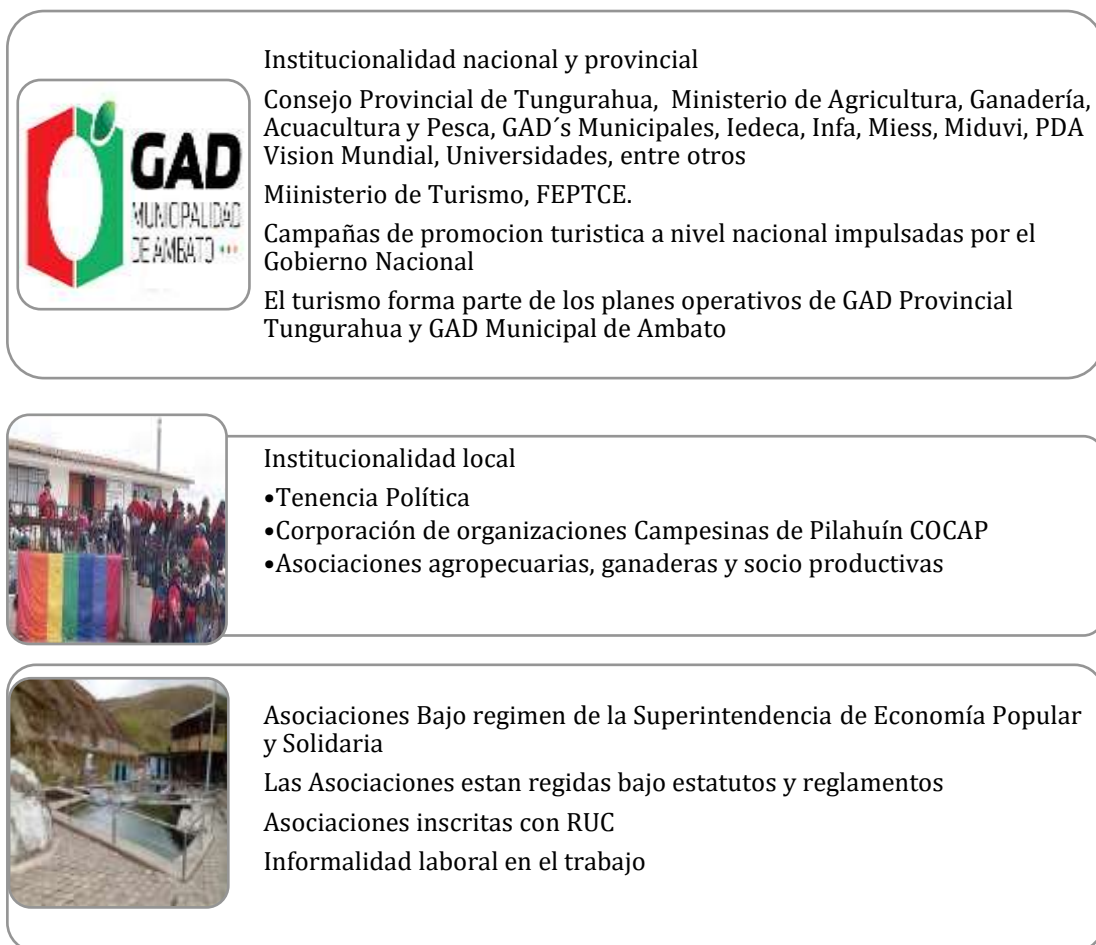 Institucionalidad nacional y provincial
Consejo Provincial de Tungurahua, Ministerio de Agricultura, Ganadería,
Acuacultura y Pesca, GAD´s Municipales, Iedeca, Infa, Miess, Miduvi, PDA
Vision Mundial, Universidades, entre otros
Miinisterio de Turismo, FEPTCE.
Campañas de promocion turistica a nivel nacional impulsadas por el
Gobierno Nacional
El turismo forma parte de los planes operativos de GAD Provincial
Tungurahua y GAD Municipal de Ambato
GAD
MUNICIPALIDAD
DE AMBATO
Institucionalidad local
•Tenencia Política
•Corporación de organizaciones Campesinas de Pilahuín COCAP
•Asociaciones agropecuarias, ganaderas y socio productivas
Asociaciones Bajo regimen de la Superintendencia de Economía Popular
y Solidaria
Las Asociaciones estan regidas bajo estatutos y reglamentos
Asociaciones inscritas con RUC
Informalidad laboral en el trabajo